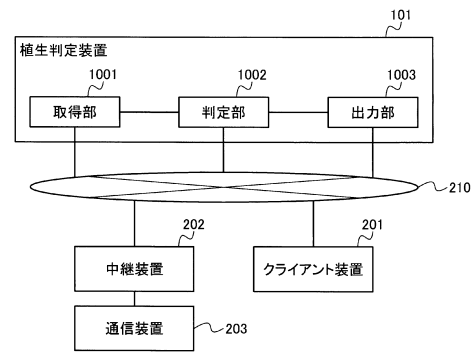 101
植生判定装置
1001
1002
1003
取得部
判定部
出力部
210
202
201
中継装置
クライアント装置
通信装置
203